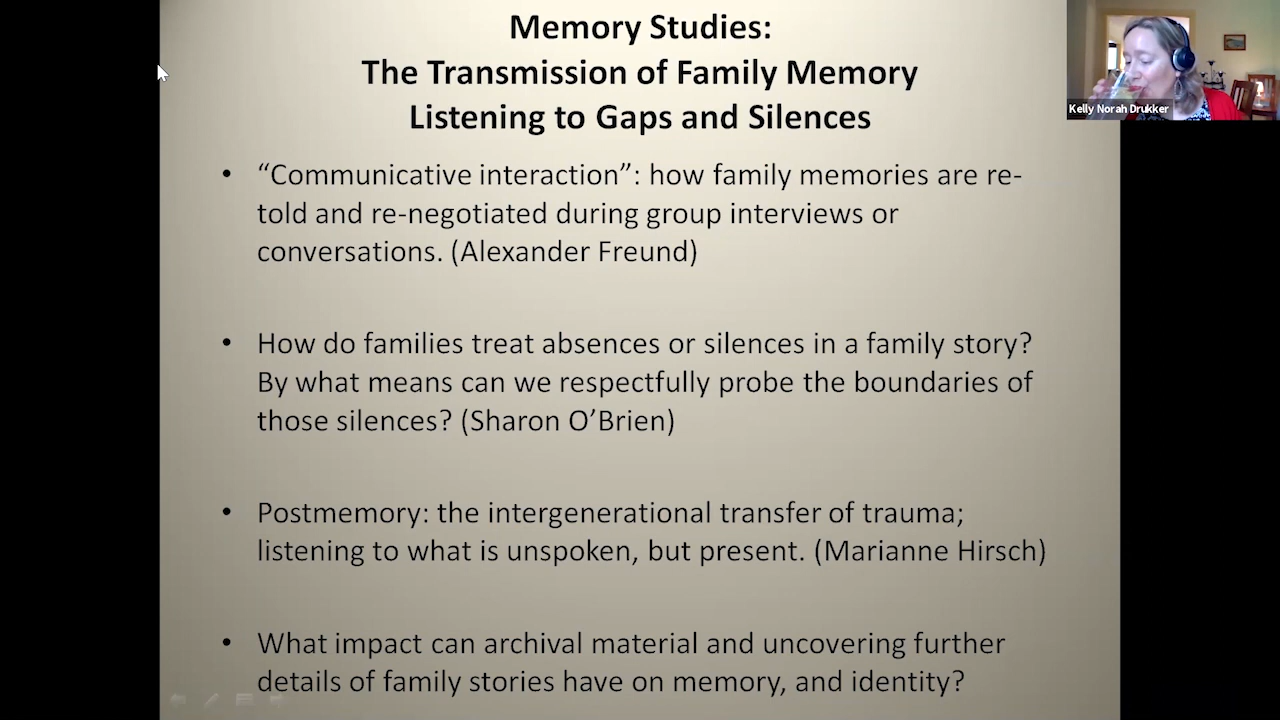 Memory Studies:
The Transmission of Family Memory
Listening to Gaps and Silences
Kelly Norah Drukker
• “Communicative interaction”: how family memories are re-
told and re-negotiated during group interviews or
conversations. (Alexander Freund)
• How do families treat absences or silences in a family story?
By what means can we respectfully probe the boundaries of
those silences? (Sharon O’Brien)
• Postmemory: the intergenerational transfer of trauma;
listening to what is unspoken, but present. (Marianne Hirsch)
• What impact can archival material and uncovering further
details of family stories have on memory, and identity?